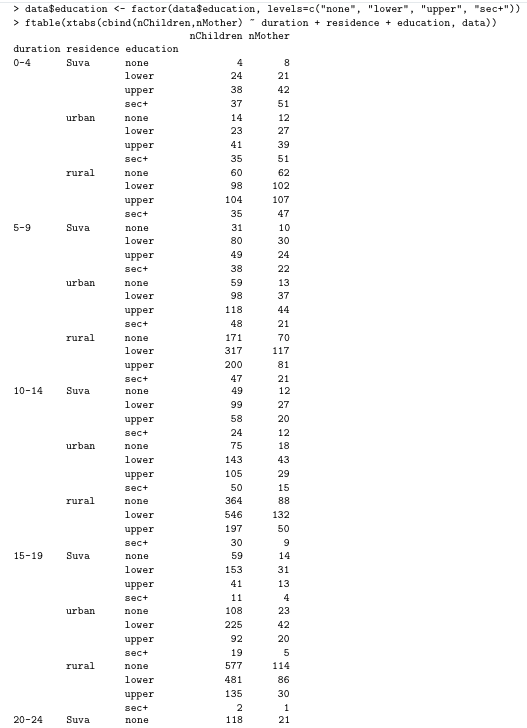 > data$education <- factor(data$education, levels=c("none", "lower", "upper", "sec+"))
> ftable(xtabs(cbind(nChildren,nMother) ~ duration + residence + education, data))
nChildren nMother
duration residence education
0-4 Suva none 4 8
lower 24 21
upper 38 42
sec+ 37 51
urban none 14 12
lower 23 27
upper 41 39
sec+ 35 51
rural none 60 62
lower 98 102
upper 104 107
sec+ 35 47
5-9 Suva none 31 10
lower 80 30
upper 49 24
sec+ 38 22
urban none 59 13
lower 98 37
upper 118 44
sec+ 48 21
rural none 171 70
lower 317 117
upper 200 81
sec+ 47 21
10-14 Suva none 49 12
lower 99 27
upper 58 20
sec+ 24 12
urban none 75 18
lower 143 43
upper 105 29
sec+ 50 15
rural none 364 88
lower 546 132
upper 197 50
sec+ 30 9
15-19 Suva none 59 14
lower 153 31
upper 41 13
sec+ 11 4
urban none 108 23
lower 225 42
upper 92 20
sec+ 19 5
rural none 577 114
lower 481 86
upper 135 30
sec+ 2 1
20-24 Suva none 118 21